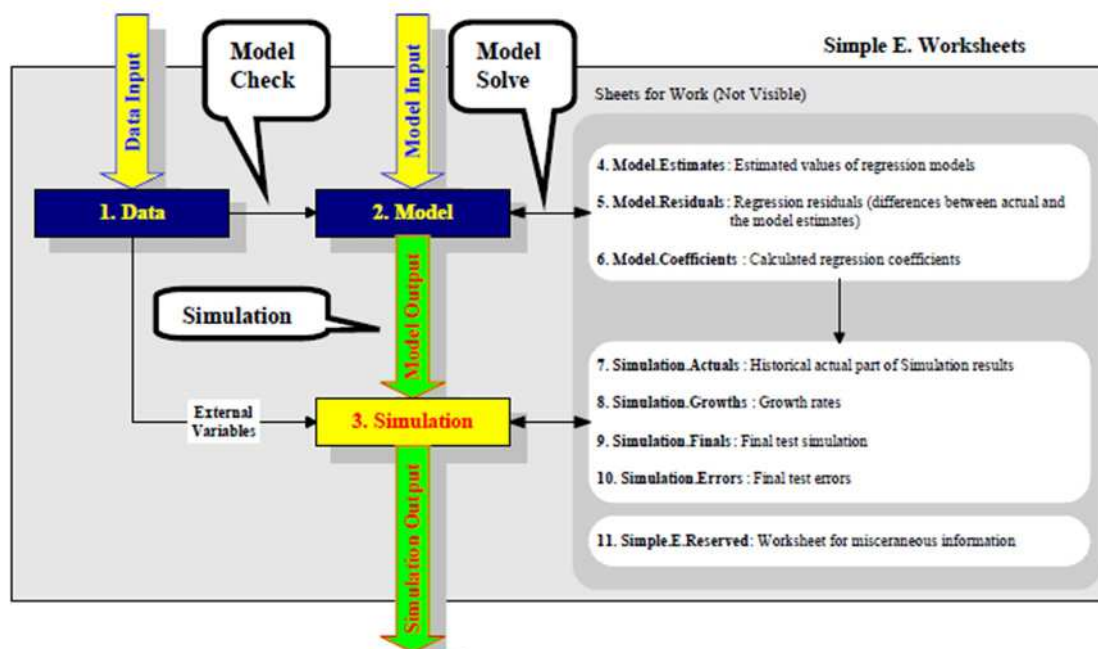 Simple E. Worksheets
Data Input
Model
Check
Model Input
Model
Solve
Sheets for Work (Not Visible)
1. Data
2. Model
4. Model.Estimates : Estimated values of regression models
5. Model.Residuals : Regression residuals (differences between actual and
the model estimates)
6. Model.Coefficients : Calculated regression coefficients
Simulation
Model Output
External
Variables
3. Simulation
7. Simulation.Actuals : Historical actual part of Simulation results
8. Simulation.Growths : Growth rates
9. Simulation.Finals : Final test simulation
10. Simulation.Errors : Final test errors
11. Simple.E.Reserved: Worksheet for misceraneous information
Simulation Output